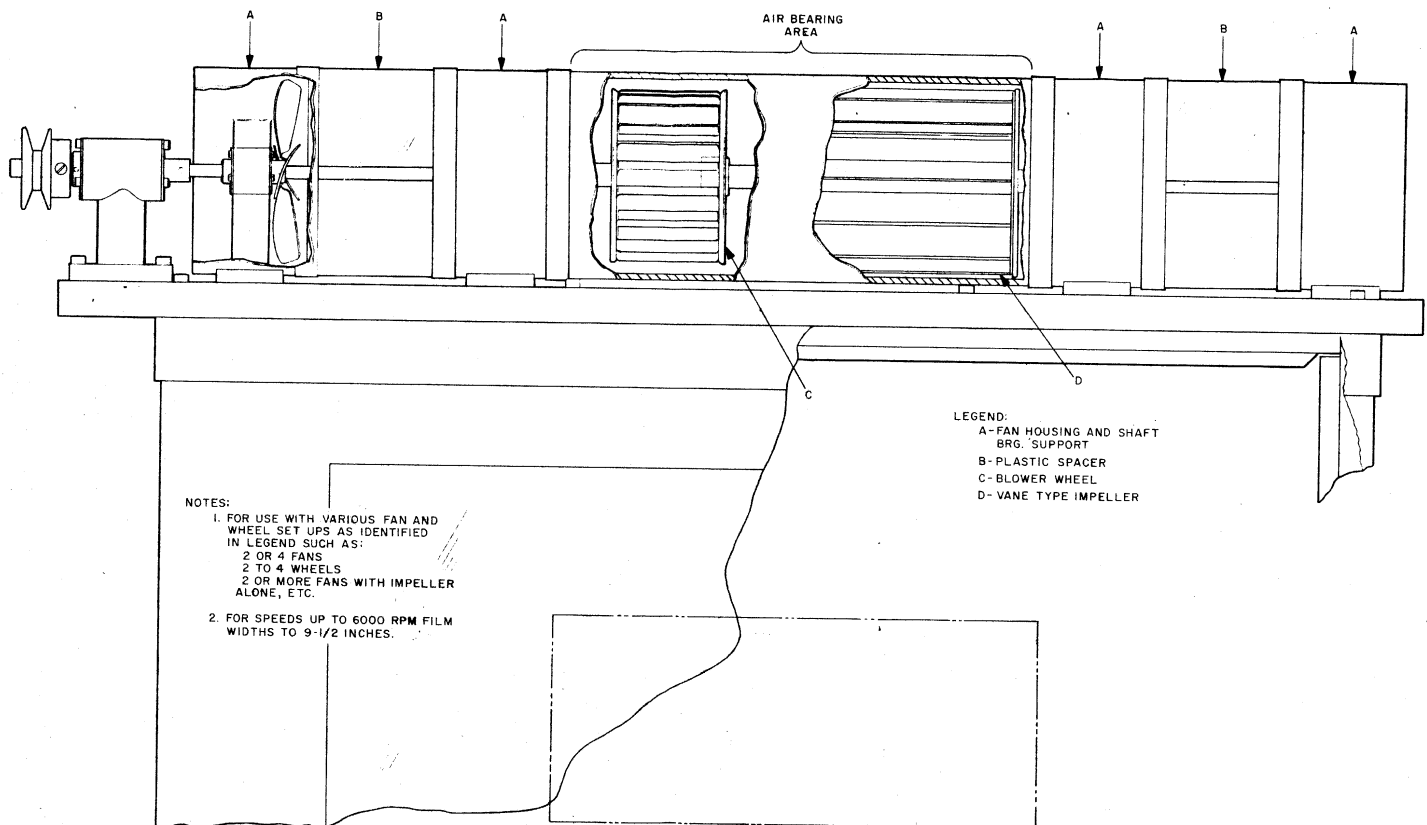 A
B
A
AIR BEARING
AREA
A
B
A
C
D
LEGEND:
A-FAN HOUSING AND SHAFT
BRG. SUPPORT
B-PLASTIC SPACER
C-BLOWER WHEEL
D-VANE TYPE IMPELLER
NOTES:
1. FOR USE WITH VARIOUS FAN AND
WHEEL SET UPS AS IDENTIFIED
IN LEGEND SUCH AS:
2 OR 4 FANS
2 TO 4 WHEELS
2 OR MORE FANS WITH IMPELLER
ALONE, ETC.
2. FOR SPEEDS UP TO 6000 RPM FILM
WIDTHS TO 9-1/2 INCHES.